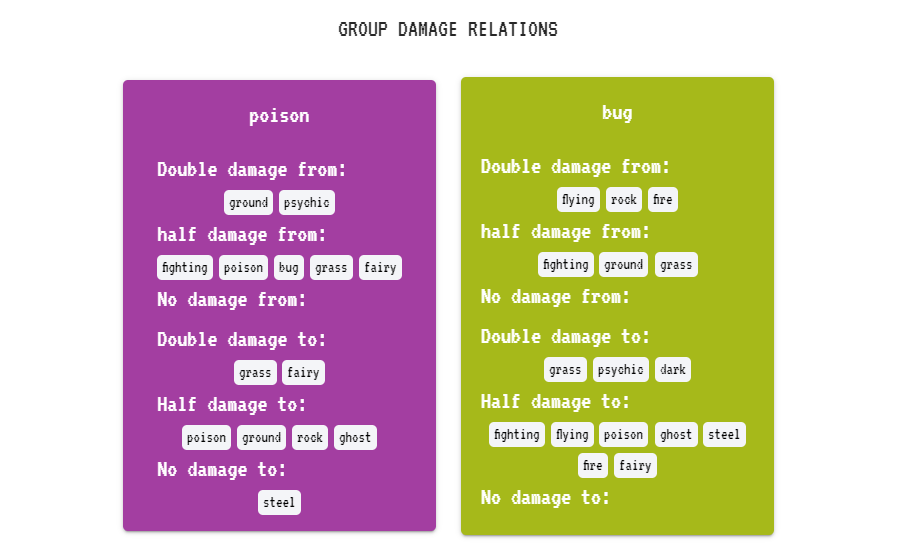 GROUP DAMAGE RELATIONS
poison
Double damage from:
ground psychic
half damage from:
fighting poison bug grass fairy
No damage from:
Double damage to:
grass fairy
Half damage to:
poison ground rock ghost
No damage to:
steel
bug
Double damage from:
flying rock fire
half damage from:
fighting ground grass
No damage from:
Double damage to:
grass psychic dark
Half damage to:
fighting flying poison ghost steel
fire fairy
No damage to: